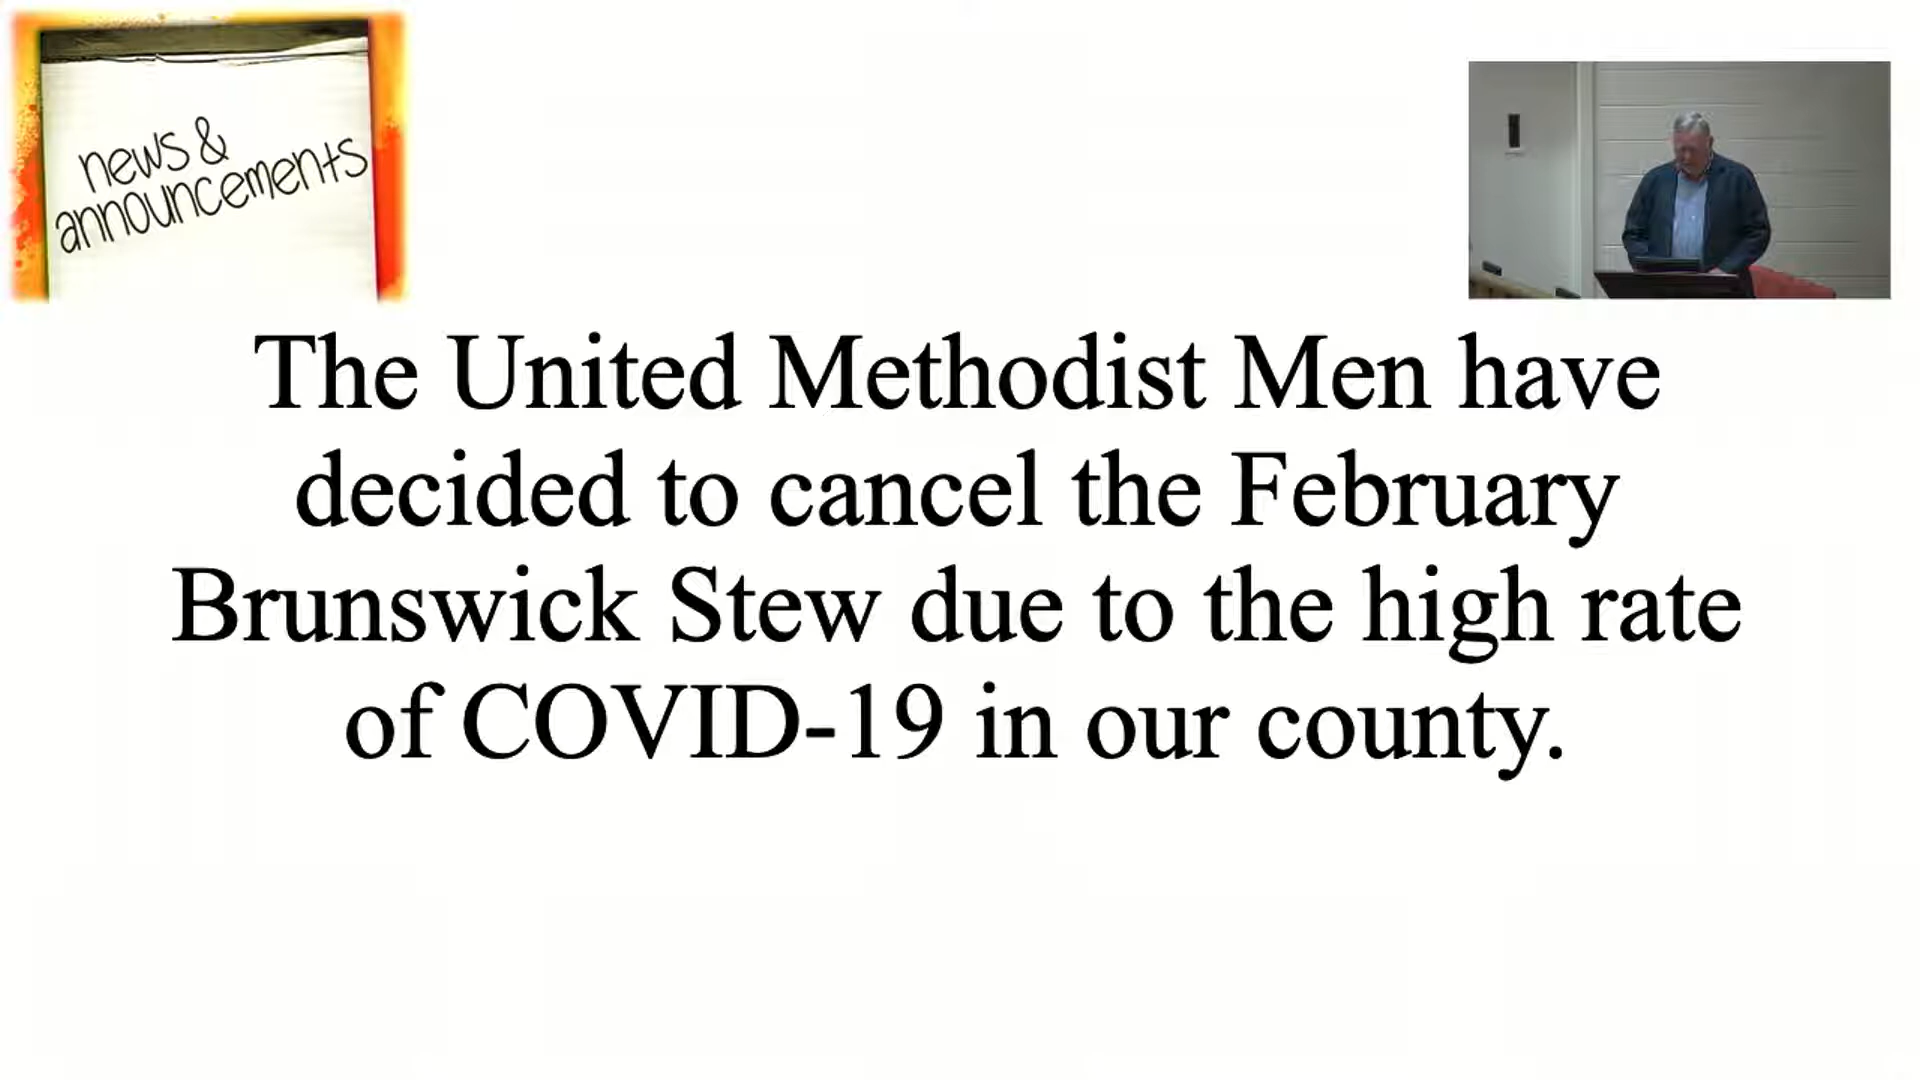 news &
announcements
The United Methodist Men have
decided to cancel the February
Brunswick Stew due to the high rate
of COVID-19 in our county.